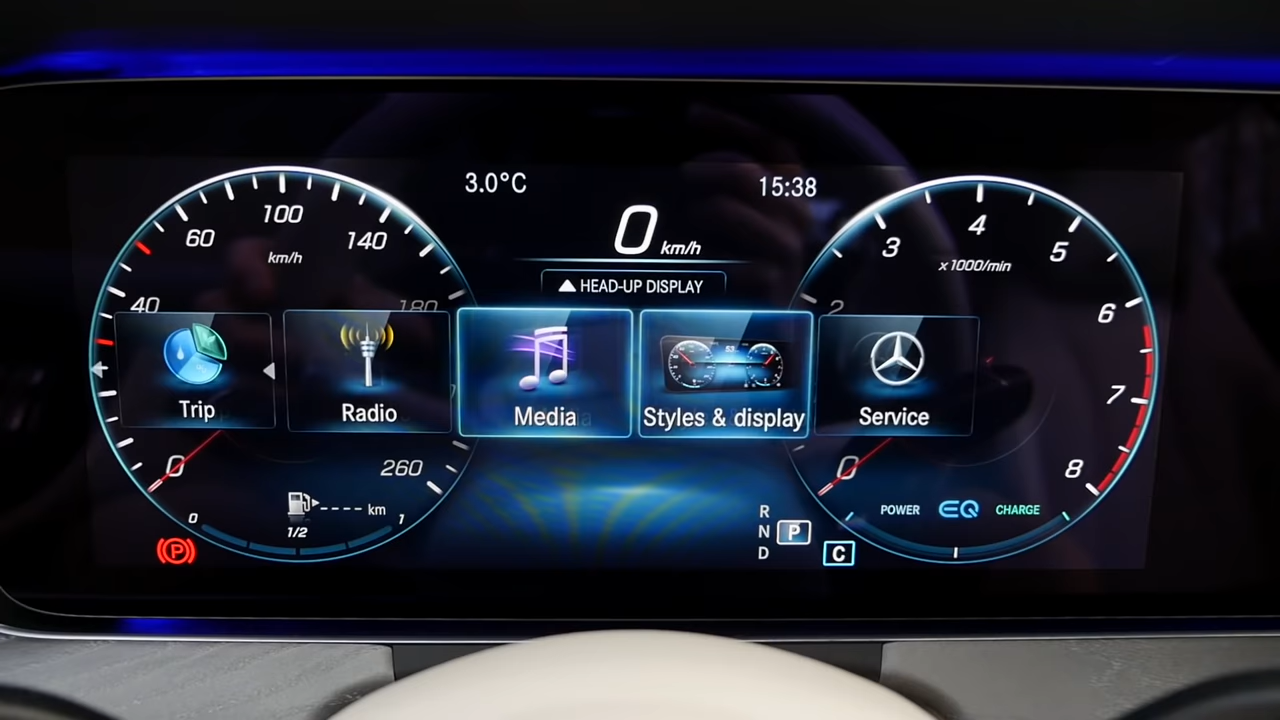 3.0°C
15:38
0 km/h
HEAD-UP DISPLAY
40
60
100
140
180
260
0
km/h
2
3
4
5
6
7
8
0
x1000/min
Trip
Radio
Media
Styles & display
Service
0
1/2
1
----- km
P
R
N
D
P
C
POWER
EQ
CHARGE